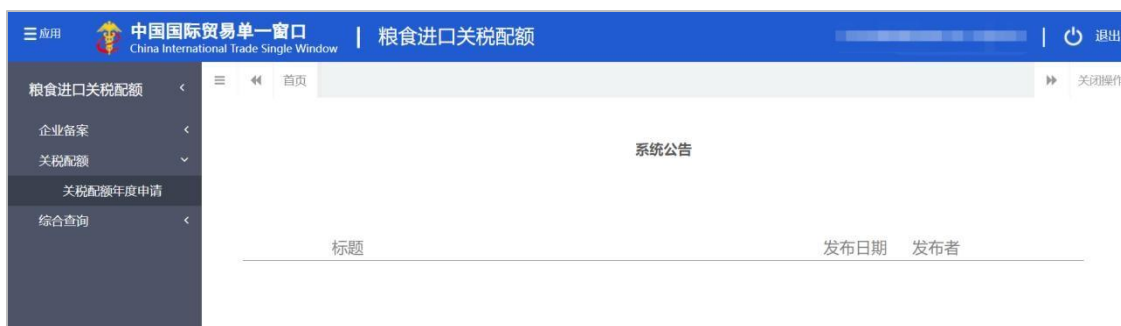 应用
中国国际贸易单一窗口
China International Trade Single Window
粮食进口关税配额
退出
粮食进口关税配额
首页
关闭操作
企业备案
系统公告
关税配额
关税配额年度申请
综合查询
标题 发布日期 发布者